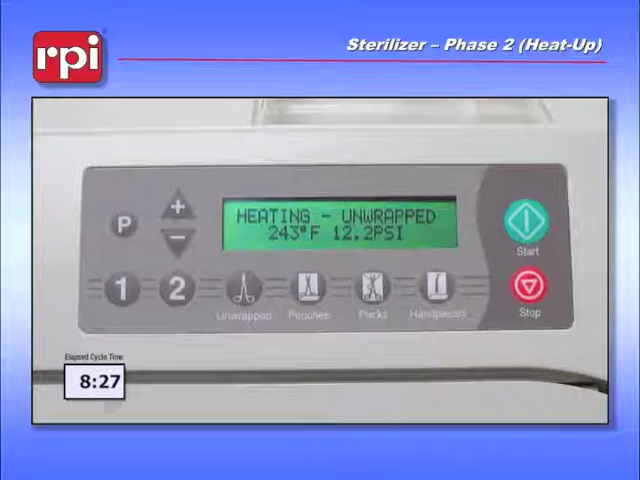 rpi
Sterilizer – Phase 2 (Heat-Up)
HEATING - UNWRAPPED
243°F 12.2PSI
P
+
−
1
2
Unwrapped
Pouches
Packs
Handpieces
Start
Stop
Elapsed Cycle Time
8:27